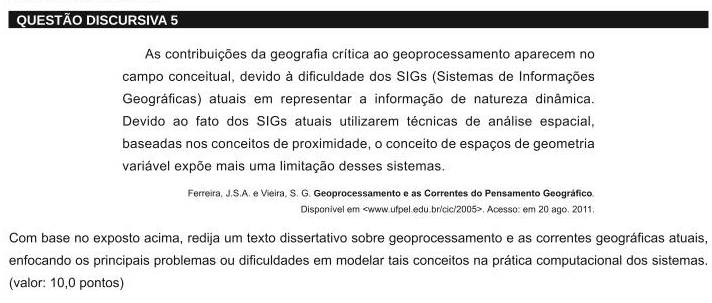 QUESTÃO DISCURSIVA 5
As contribuições da geografia crítica ao geoprocessamento aparecem no
campo conceitual, devido à dificuldade dos SIGs (Sistemas de Informações
Geográficas) atuais em representar a informação de natureza dinâmica.
Devido ao fato dos SIGs atuais utilizarem técnicas de análise espacial,
baseadas nos conceitos de proximidade, o conceito de espaços de geometria
variável expõe mais uma limitação desses sistemas.
Ferreira, J.S.A. e Vieira, S. G. Geoprocessamento e as Correntes do Pensamento Geográfico.
Disponível em <www.ufpel.edu.br/cic/2005>. Acesso: em 20 ago. 2011.
Com base no exposto acima, redija um texto dissertativo sobre geoprocessamento e as correntes geográficas atuais,
enfocando os principais problemas ou dificuldades em modelar tais conceitos na prática computacional dos sistemas.
(valor: 10,0 pontos)